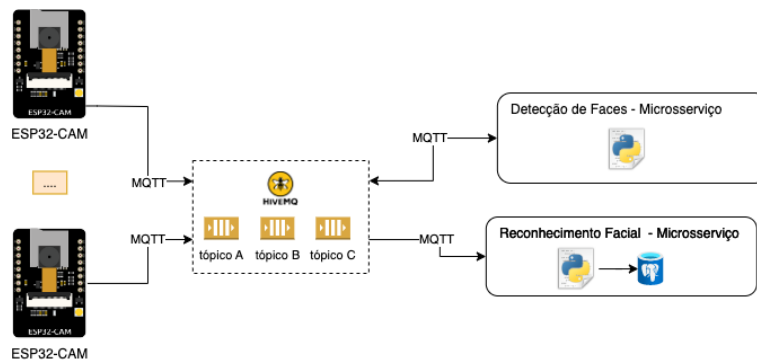 ESP32-CAM
ESP32-CAM
....
ESP32-CAM
ESP32-CAM
MQTT
MQTT
HiVEMQ
tópico A
tópico B
tópico C
MQTT
MQTT
Detecção de Faces - Microsserviço
Reconhecimento Facial - Microsserviço